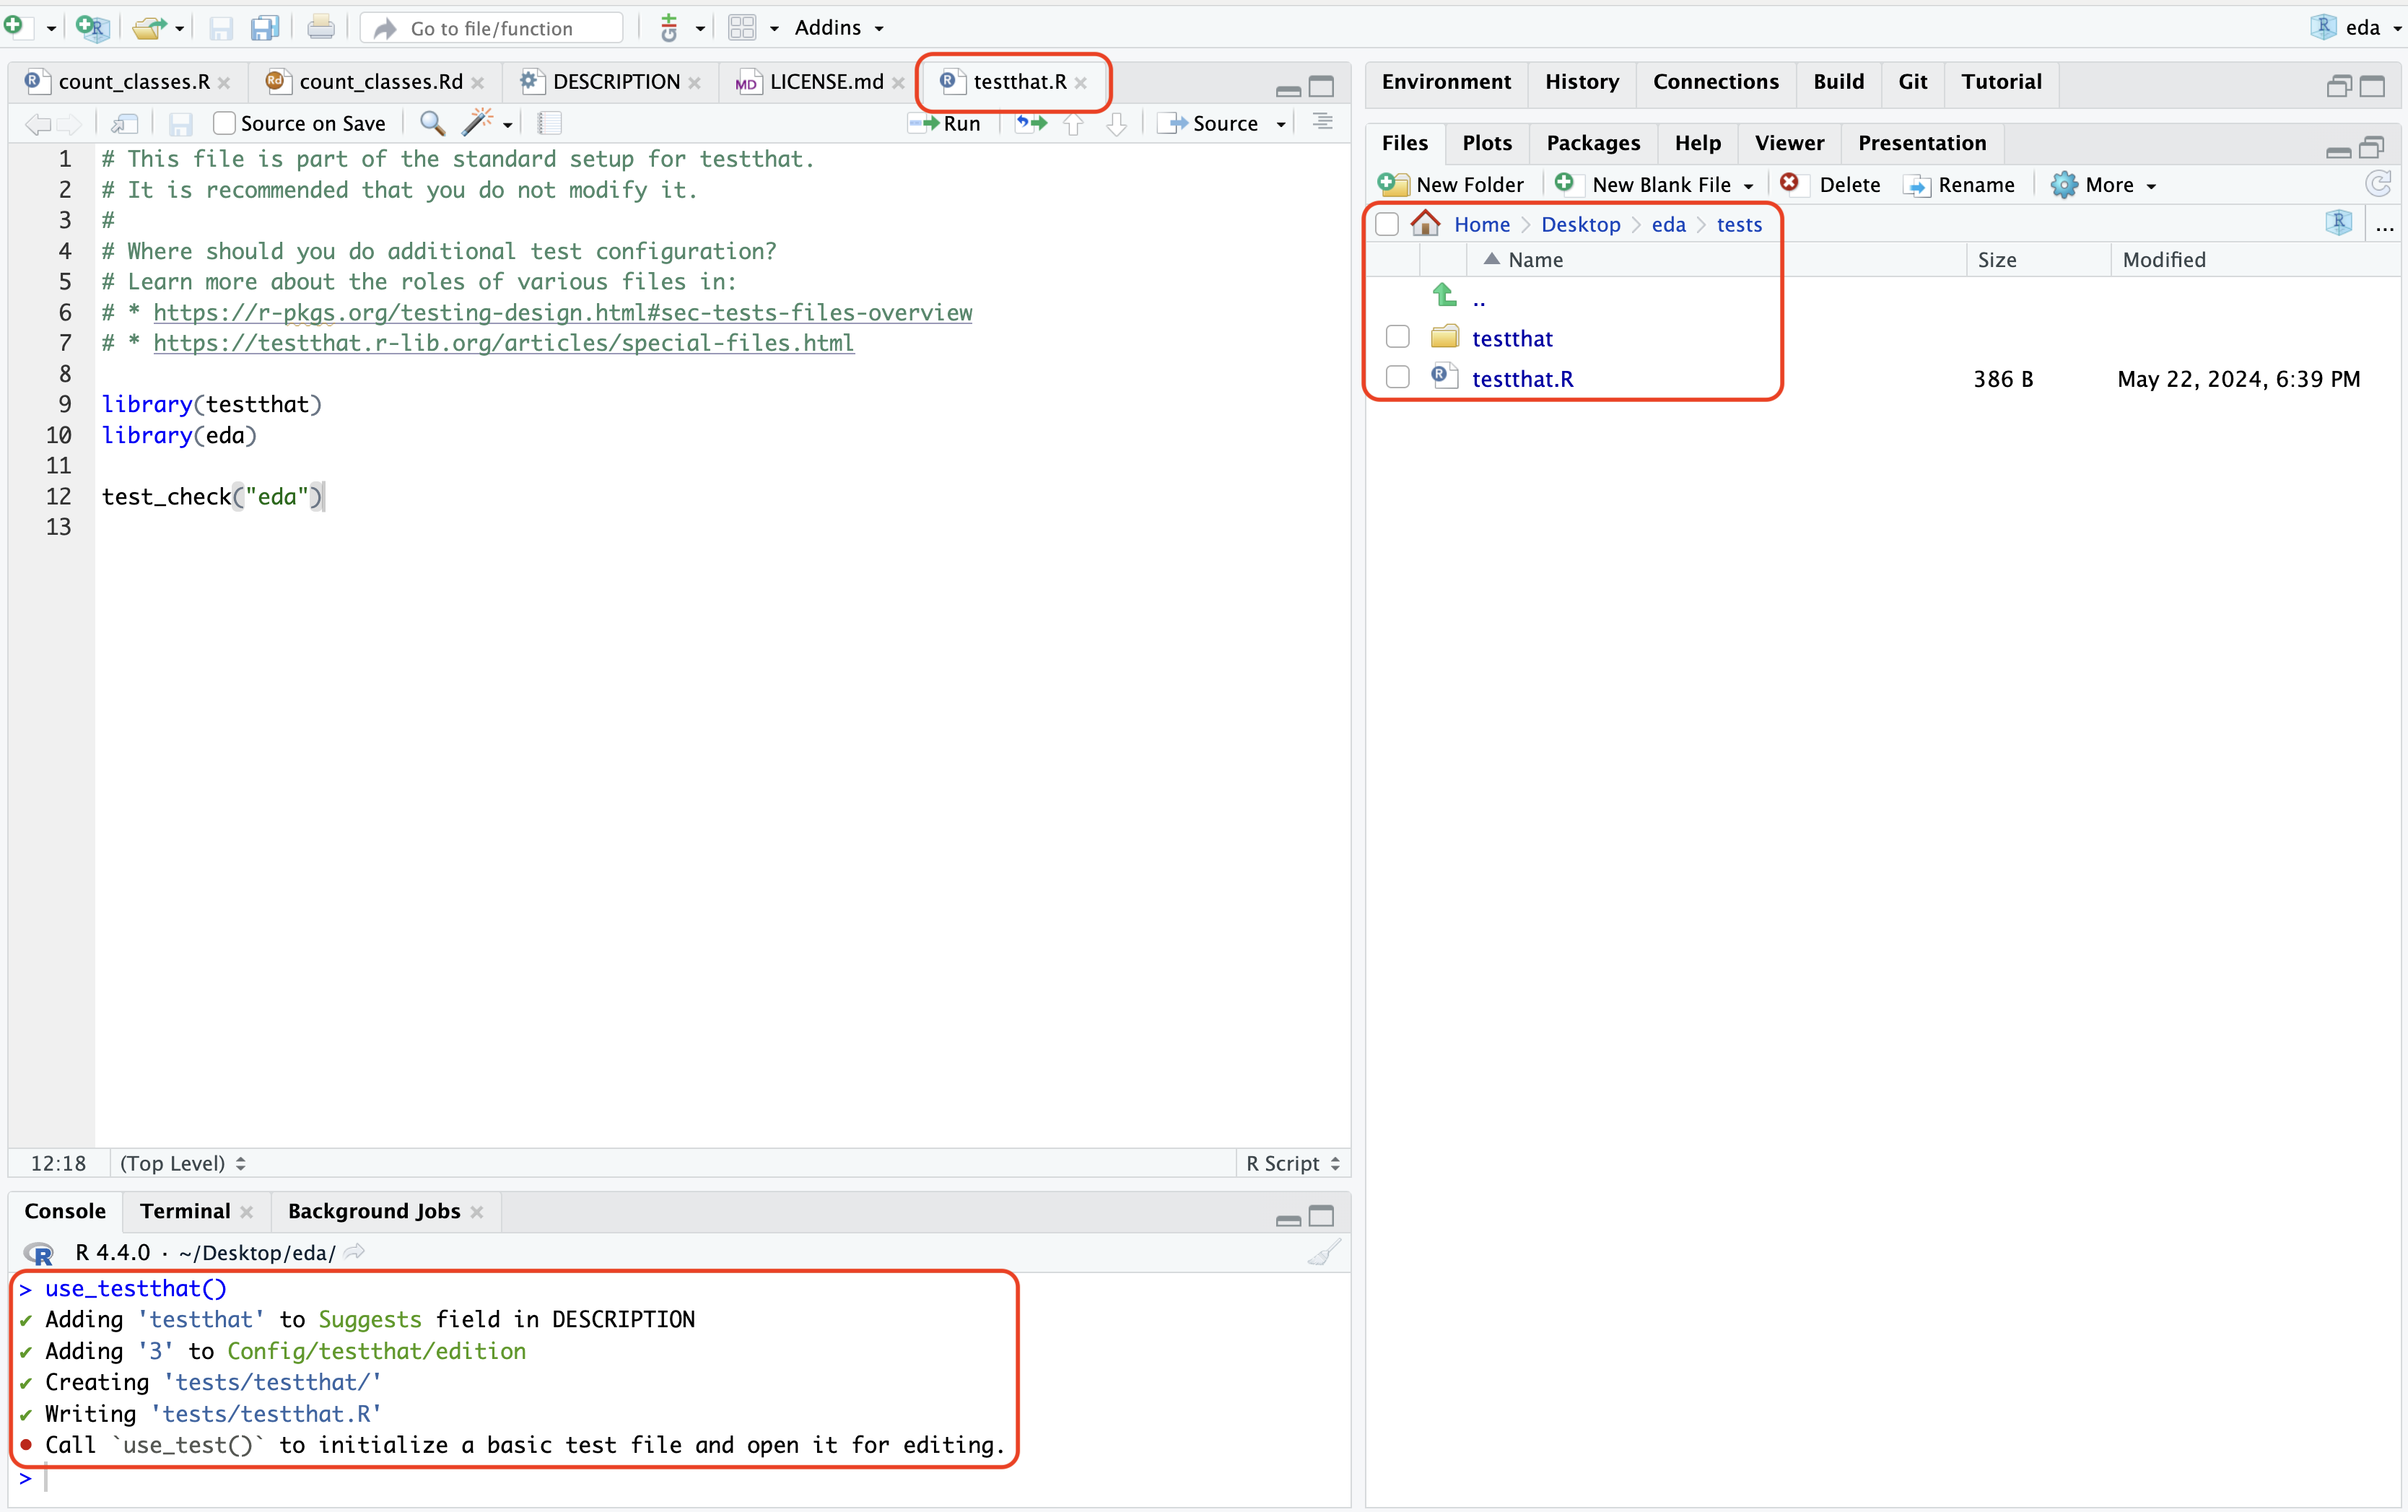 Go to file/function
Addins
eda
count_classes.R
count_classes.Rd
DESCRIPTION
MD LICENSE.md
testthat.R
Source on Save
Run
Source
1 # This file is part of the standard setup for testthat.
2 # It is recommended that you do not modify it.
3 #
4 # Where should you do additional test configuration?
5 # Learn more about the roles of various files in:
6 # * https://r-pkgs.org/testing-design.html#sec-tests-files-overview
7 # * https://testthat.r-lib.org/articles/special-files.html
8
9 library(testthat)
10 library(eda)
11
12 test_check("eda")
13
12:18 (Top Level) R Script
Console Terminal Background Jobs
R 4.4.0 · ~/Desktop/eda/
> use_testthat()
✔ Adding 'testthat' to Suggests field in DESCRIPTION
✔ Adding '3' to Config/testthat/edition
✔ Creating 'tests/testthat/'
✔ Writing 'tests/testthat.R'
• Call `use_test()` to initialize a basic test file and open it for editing.
>
Environment History Connections Build Git Tutorial
Files Plots Packages Help Viewer Presentation
New Folder New Blank File Delete Rename More
Home Desktop eda tests ...
Name Size Modified
..
testthat
testthat.R 386 B May 22, 2024, 6:39 PM